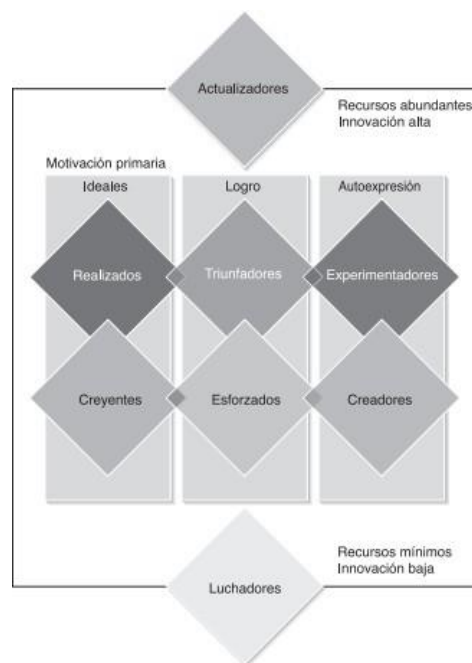 Actualizadores
Recursos abundantes
Innovación alta
Motivación primaria
Ideales
Logro
Autoexpresión
Realizados
Triunfadores
Experimentadores
Creyentes
Esforzados
Creadores
Recursos mínimos
Innovación baja
Luchadores